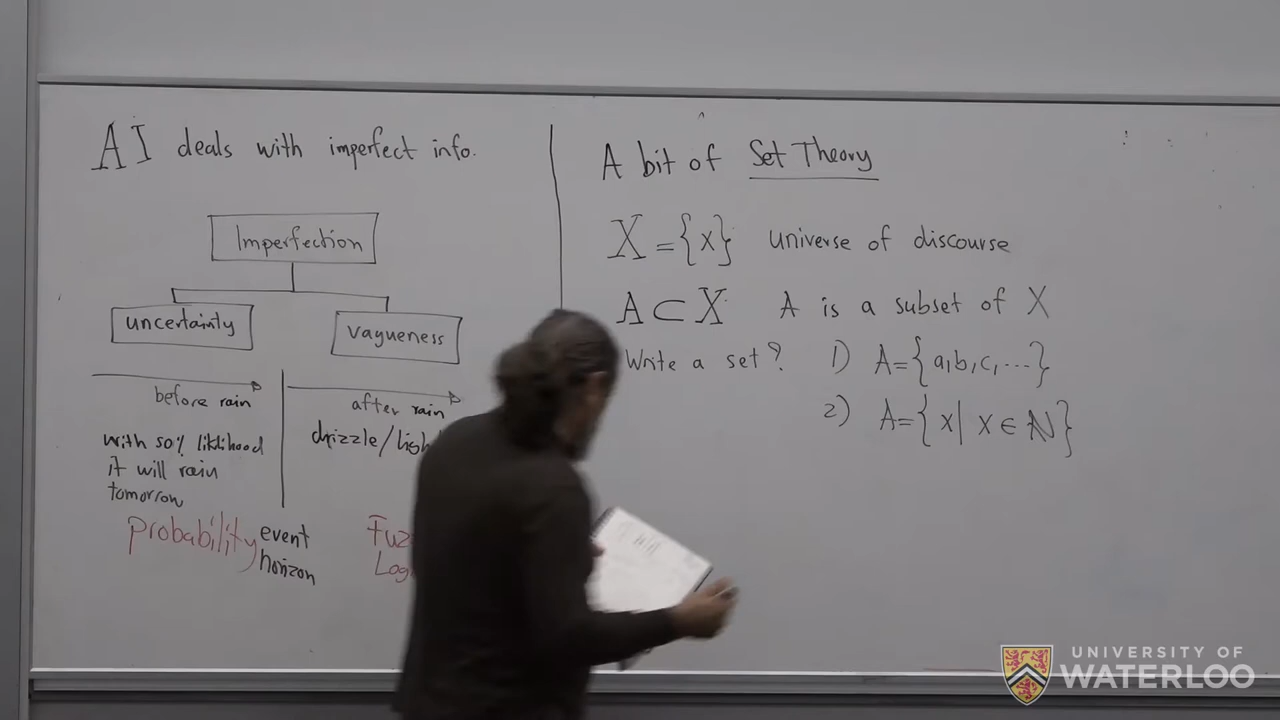 AI deals with imperfect info.
Imperfection
uncertainty
vagueness
before rain
after rain
with 50% liklihood
it will rain
tomorrow
drizzle/
probability
event
horizon
A bit of Set Theory
X = {x} universe of discourse
A ⊂ X A is a subset of X
Write a set? 1) A={a,b,c,...}
2) A={x| x ∈ ℕ}
UNIVERSITY OF
WATERLOO